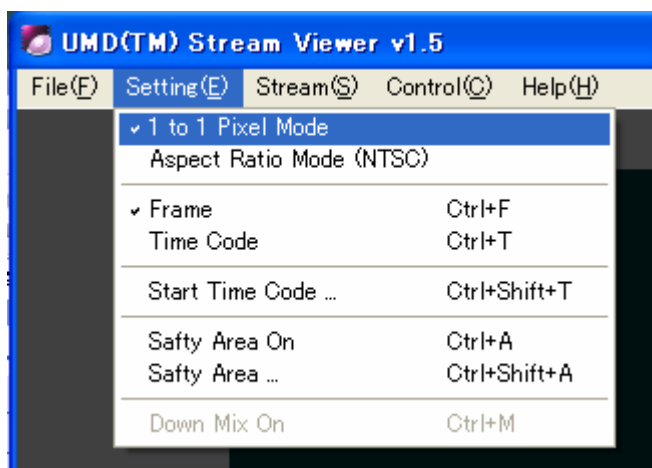 UMD(TM) Stream Viewer v1.5
File(F) Setting(E) Stream(S) Control(C) Help(H)
1 to 1 Pixel Mode
Aspect Ratio Mode (NTSC)
Frame Ctrl+F
Time Code Ctrl+T
Start Time Code ... Ctrl+Shift+T
Safty Area On Ctrl+A
Safty Area ... Ctrl+Shift+A
Down Mix On Ctrl+M